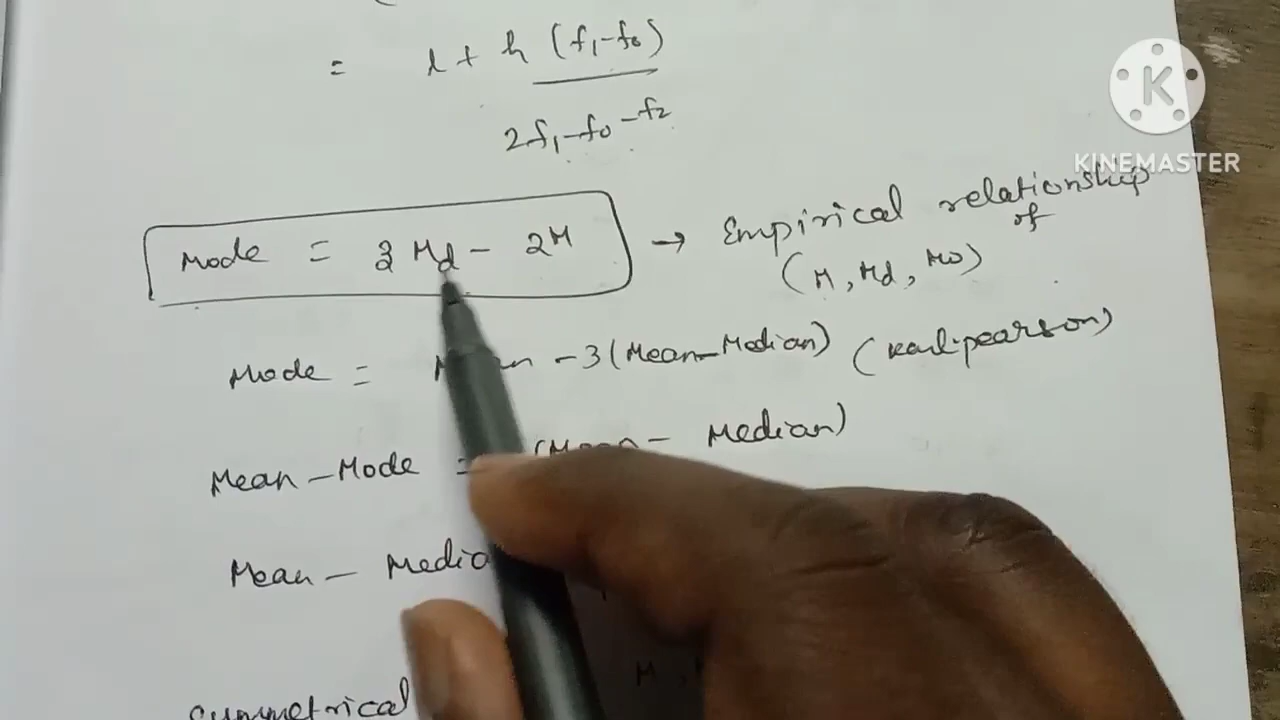 = l + h (f₁-f₀)
2f₁-f₀-f₂
K
KINEMASTER
Mode = 3 Md - 2M → Empirical relationship of
(M, Md, Mo)
Mode = - 3 (Mean-Median) (Karl-pearson)
Mean - Mode = - Median)
Mean -
symmetrical